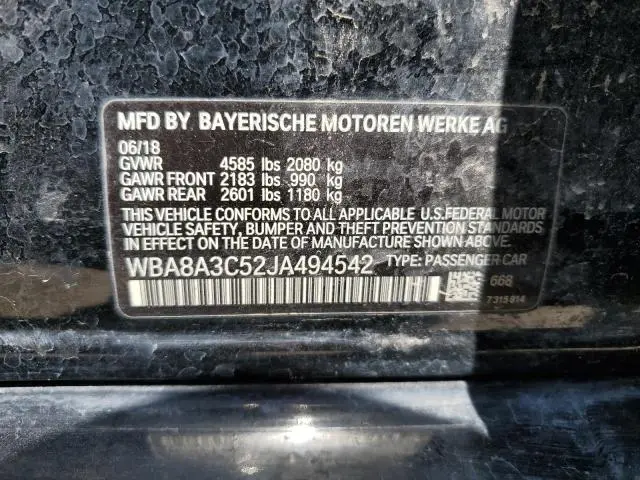 MFD BY BAYERISCHE MOTOREN WERKE AG
06/18
GVWR 4585 lbs 2080 kg
GAWR FRONT 2183 lbs 990 kg
GAWR REAR 2601 lbs 1180 kg
THIS VEHICLE CONFORMS TO ALL APPLICABLE U.S.FEDERAL MOTOR
VEHICLE SAFETY, BUMPER AND THEFT PREVENTION STANDARDS
IN EFFECT ON THE DATE OF MANUFACTURE SHOWN ABOVE.
WBA8A3C52JA494542 TYPE: PASSENGER CAR
668
7315814